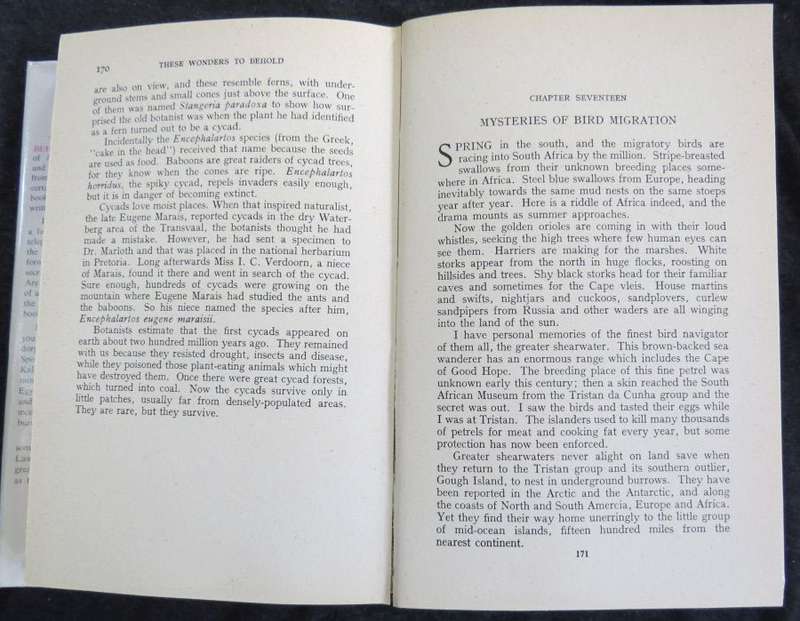 170
THESE WONDERS TO BEHOLD
are also on view, and these resemble ferns, with under-
ground stems and small cones just above the surface. One
of them was named Stangeria paradoxa to show how sur-
prised the old botanist was when the plant he had identified
as a fern turned out to be a cycad.
Incidentally the Encephalartos species (from the Greek,
"cake in the head") received that name because the seeds
are used as food. Baboons are great raiders of cycad trees,
for they know when the cones are ripe. Encephalartos
horridus, the spiky cycad, repels invaders easily enough,
but it is in danger of becoming extinct.
Cycads love moist places. When that inspired naturalist,
the late Eugene Marais, reported cycads in the dry Water-
berg area of the Transvaal, the botanists thought he had
made a mistake. However, he had sent a specimen to
Dr. Marloth and that was placed in the national herbarium
in Pretoria. Long afterwards Miss I. C. Verdoorn, a niece
of Marais, found it there and went in search of the cycad.
Sure enough, hundreds of cycads were growing on the
mountain where Eugene Marais had studied the ants and
the baboons. So his niece named the species after him,
Encephalartos eugene maraisii.
Botanists estimate that the first cycads appeared on
earth about two hundred million years ago. They remained
with us because they resisted drought, insects and disease,
while they poisoned those plant-eating animals which might
have destroyed them. Once there were great cycad forests,
which turned into coal. Now the cycads survive only in
little patches, usually far from densely-populated areas.
They are rare, but they survive.
CHAPTER SEVENTEEN
MYSTERIES OF BIRD MIGRATION
SPRING in the south, and the migratory birds are
racing into South Africa by the million. Stripe-breasted
swallows from their unknown breeding places some-
where in Africa. Steel blue swallows from Europe, heading
inevitably towards the same mud nests on the same stoeps
year after year. Here is a riddle of Africa indeed, and the
drama mounts as summer approaches.
Now the golden orioles are coming in with their loud
whistles, seeking the high trees where few human eyes can
see them. Harriers are making for the marshes. White
storks appear from the north in huge flocks, roosting on
hillsides and trees. Shy black storks head for their familiar
caves and sometimes for the Cape vleis. House martins
and swifts, nightjars and cuckoos, sandplovers, curlew
sandpipers from Russia and other waders are all winging
into the land of the sun.
I have personal memories of the finest bird navigator
of them all, the greater shearwater. This brown-backed sea
wanderer has an enormous range which includes the Cape
of Good Hope. The breeding place of this fine petrel was
unknown early this century; then a skin reached the South
African Museum from the Tristan da Cunha group and the
secret was out. I saw the birds and tasted their eggs while
I was at Tristan. The islanders used to kill many thousands
of petrels for meat and cooking fat every year, but some
protection has now been enforced.
Greater shearwaters never alight on land save when
they return to the Tristan group and its southern outlier,
Gough Island, to nest in underground burrows. They have
been reported in the Arctic and the Antarctic, and along
the coasts of North and South Amercia, Europe and Africa.
Yet they find their way home unerringly to the little group
of mid-ocean islands, fifteen hundred miles from the
nearest continent.
171